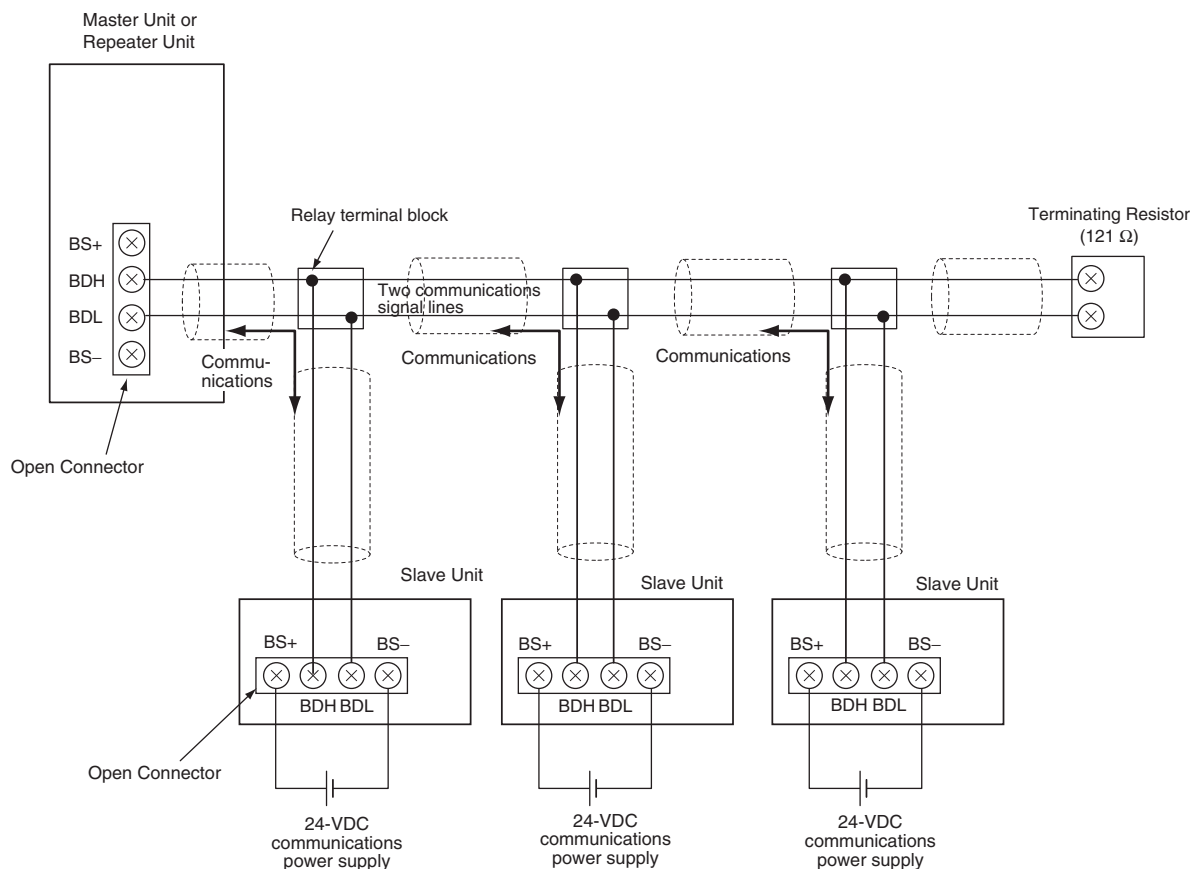 Master Unit or
Repeater Unit
Relay terminal block
Terminating Resistor
(121 Ω)
BS+
BDH
BDL
BS–
Two communications
signal lines
Commu-
nications
Communications
Communications
Open Connector
Slave Unit
Slave Unit
Slave Unit
BS+
BS–
BDH BDL
BS+
BS–
BDH BDL
BS+
BS–
BDH BDL
Open Connector
24-VDC
communications
power supply
24-VDC
communications
power supply
24-VDC
communications
power supply